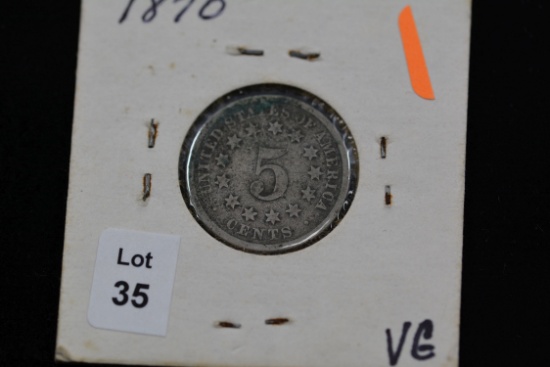 1870
UNITED STATES OF AMERICA
5
CENTS
Lot
35
VG